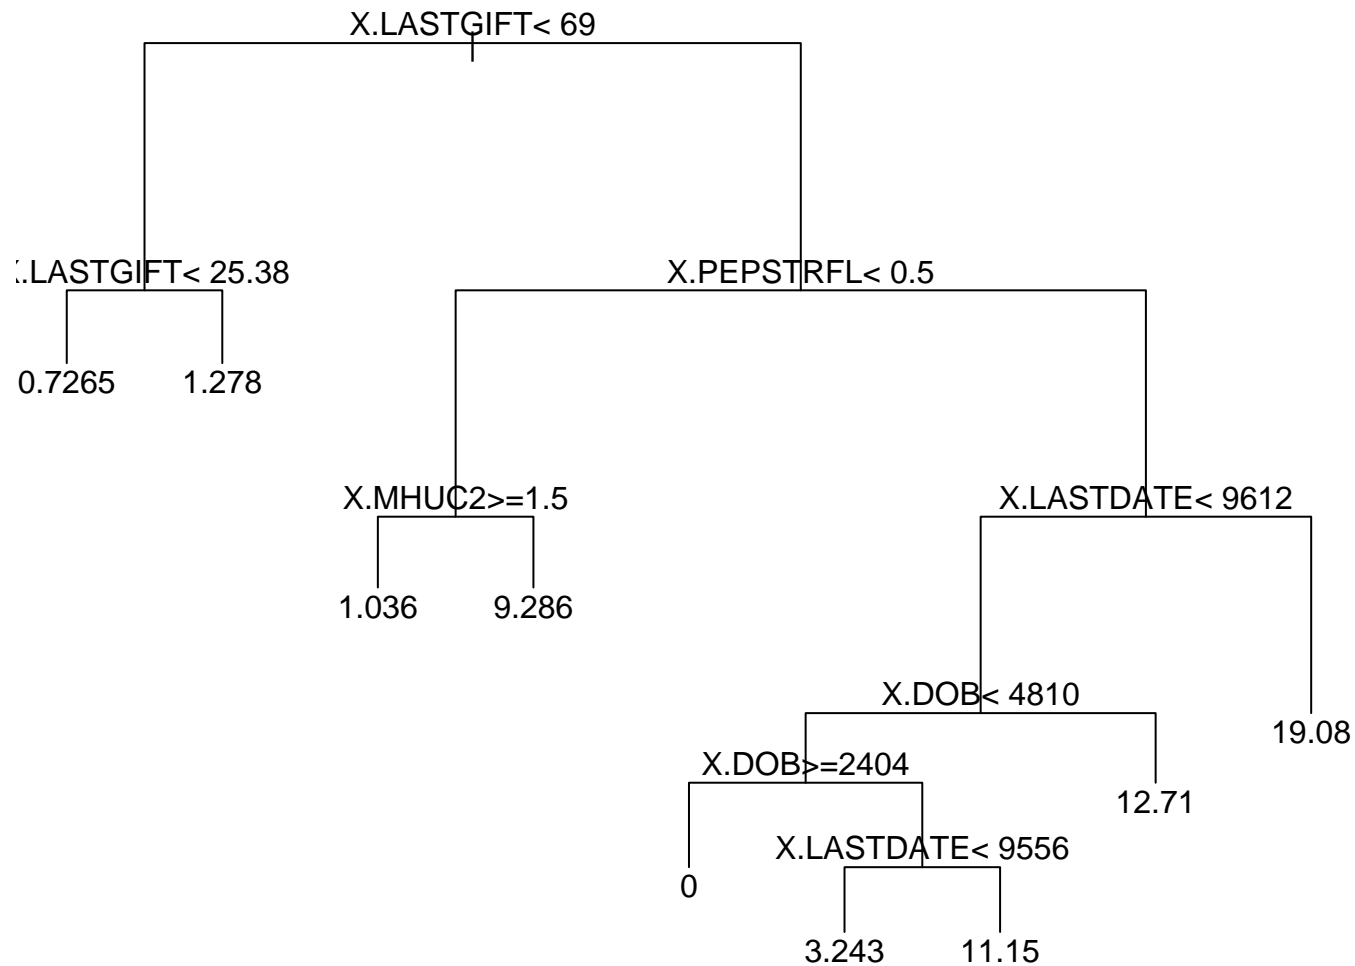 X.LASTGIFT< 69
X.LASTGIFT< 25.38
X.PEPSTRFL< 0.5
0.7265
1.278
X.MHUC2>=1.5
X.LASTDATE< 9612
1.036
9.286
X.DOB< 4810
19.08
X.DOB>=2404
12.71
X.LASTDATE< 9556
0
3.243
11.15